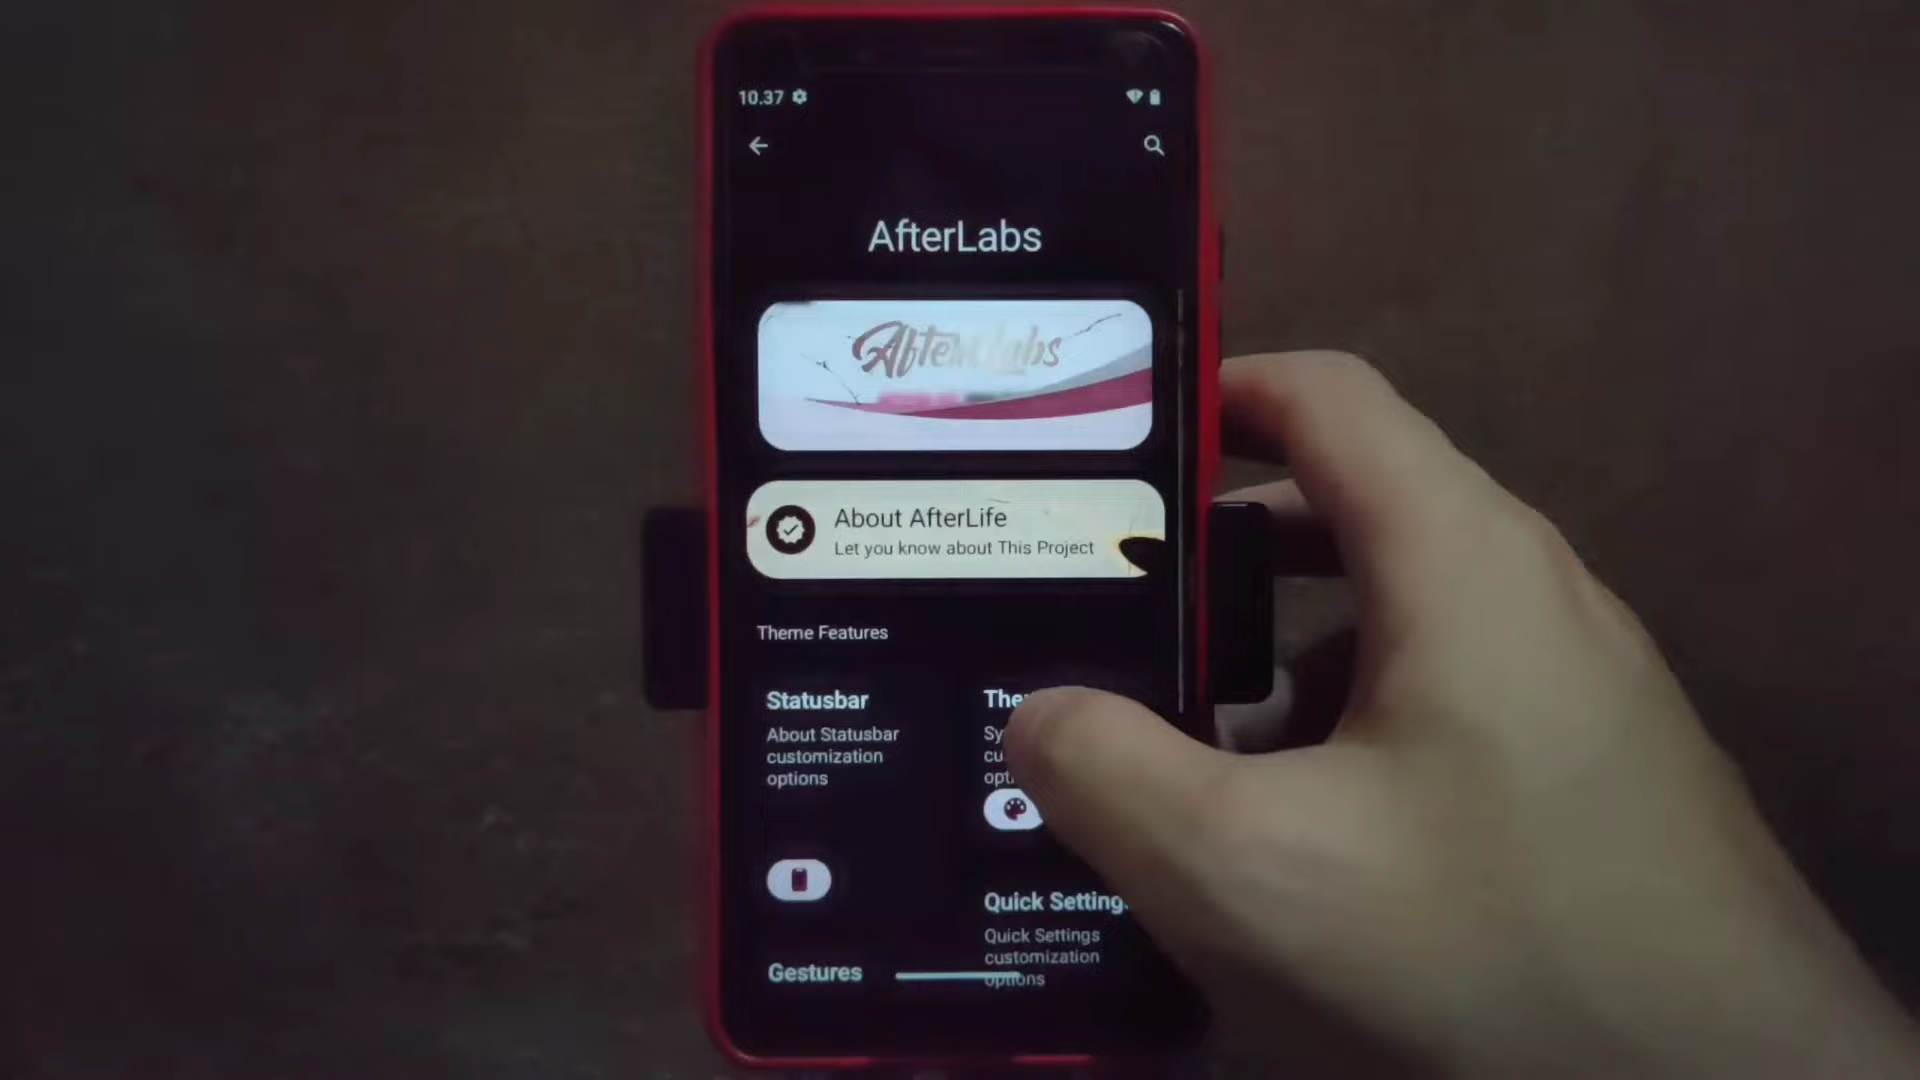 10.37
AfterLabs
AfterLabs
About AfterLife
Let you know about This Project
Theme Features
Statusbar
About Statusbar
customization
options
Quick Settings
Quick Settings
customization
options
Gestures